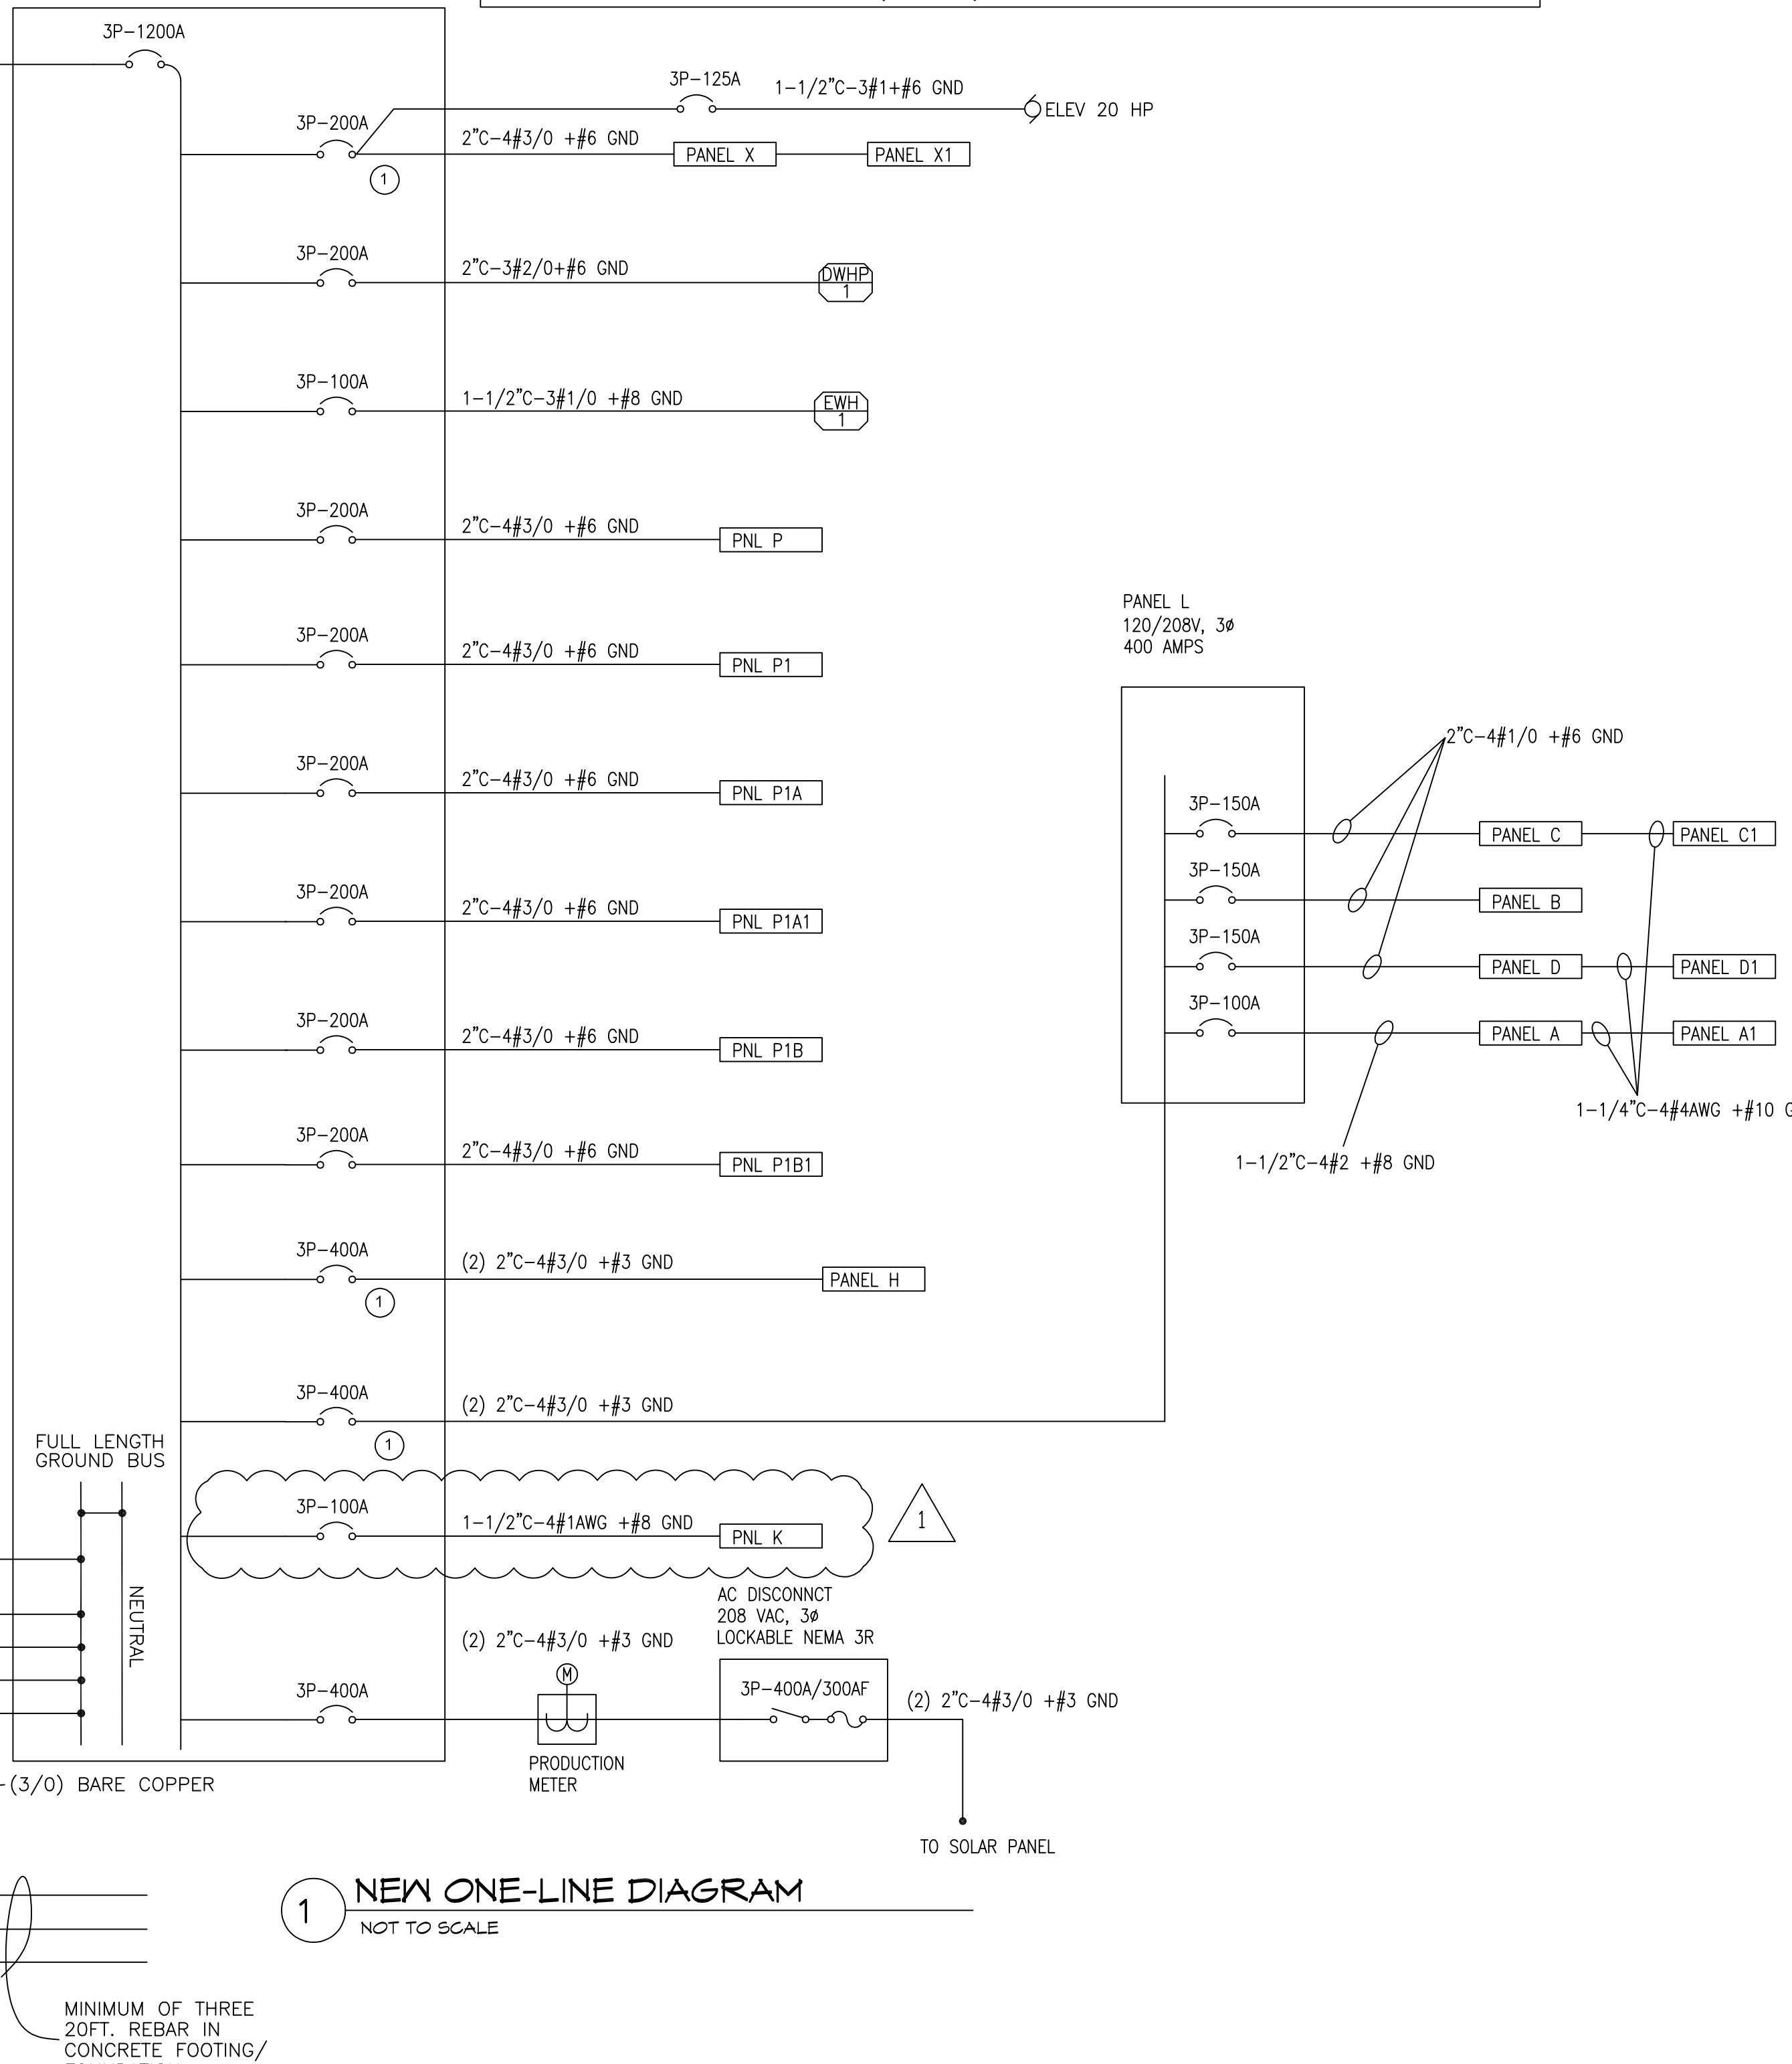 3P-1200A
3P-125A
1-1/2"C-3#1+#6 GND
ELEV 20 HP
3P-200A
2"C-4#3/0 +#6 GND
PANEL X
PANEL X1
1
3P-200A
2"C-3#2/0+#6 GND
DWHP
1
3P-100A
1-1/2"C-3#1/0 +#8 GND
EWH
1
3P-200A
2"C-4#3/0 +#6 GND
PNL P
3P-200A
2"C-4#3/0 +#6 GND
PNL P1
3P-200A
2"C-4#3/0 +#6 GND
PNL P1A
3P-200A
2"C-4#3/0 +#6 GND
PNL P1A1
3P-200A
2"C-4#3/0 +#6 GND
PNL P1B
3P-200A
2"C-4#3/0 +#6 GND
PNL P1B1
3P-400A
(2) 2"C-4#3/0 +#3 GND
PANEL H
1
3P-400A
(2) 2"C-4#3/0 +#3 GND
1
PANEL L
120/208V, 3ø
400 AMPS
2"C-4#1/0 +#6 GND
3P-150A
PANEL C
PANEL C1
3P-150A
PANEL B
3P-150A
PANEL D
PANEL D1
3P-100A
PANEL A
PANEL A1
1-1/4"C-4#4AWG +#10
1-1/2"C-4#2 +#8 GND
FULL LENGTH
GROUND BUS
NEUTRAL
3P-100A
1-1/2"C-4#1AWG +#8 GND
PNL K
1
AC DISCONNCT
208 VAC, 3ø
LOCKABLE NEMA 3R
(2) 2"C-4#3/0 +#3 GND
M
3P-400A
3P-400A/300AF
(2) 2"C-4#3/0 +#3 GND
PRODUCTION
METER
(3/0) BARE COPPER
TO SOLAR PANEL
1
NEW ONE-LINE DIAGRAM
NOT TO SCALE
MINIMUM OF THREE
20FT. REBAR IN
CONCRETE FOOTING/